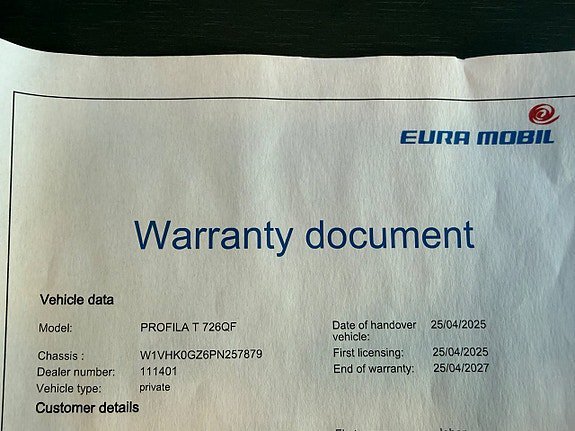 EURA MOBIL
Warranty document
Vehicle data
Model: PROFILA T 726QF
Date of handover vehicle: 25/04/2025
Chassis : W1VHK0GZ6PN257879
First licensing: 25/04/2025
Dealer number: 111401
End of warranty: 25/04/2027
Vehicle type: private
Customer details